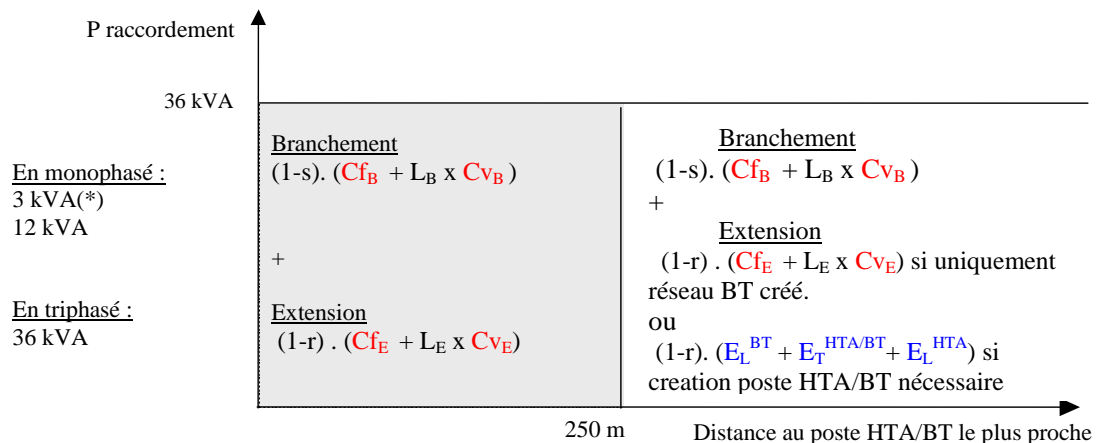 P raccordement
36 kVA
En monophasé :
3 kVA(*)
12 kVA
En triphasé :
36 kVA
Branchement
(1-s). (Cf_B + L_B x Cv_B )
+
Extension
(1-r) . (Cf_E + L_E x Cv_E)
Branchement
(1-s). (Cf_B + L_B x Cv_B )
+
Extension
(1-r) . (Cf_E + L_E x Cv_E) si uniquement
réseau BT créé.
ou
(1-r). (E_L^BT + E_T^HTA/BT + E_L^HTA) si
creation poste HTA/BT nécessaire
250 m
Distance au poste HTA/BT le plus proche